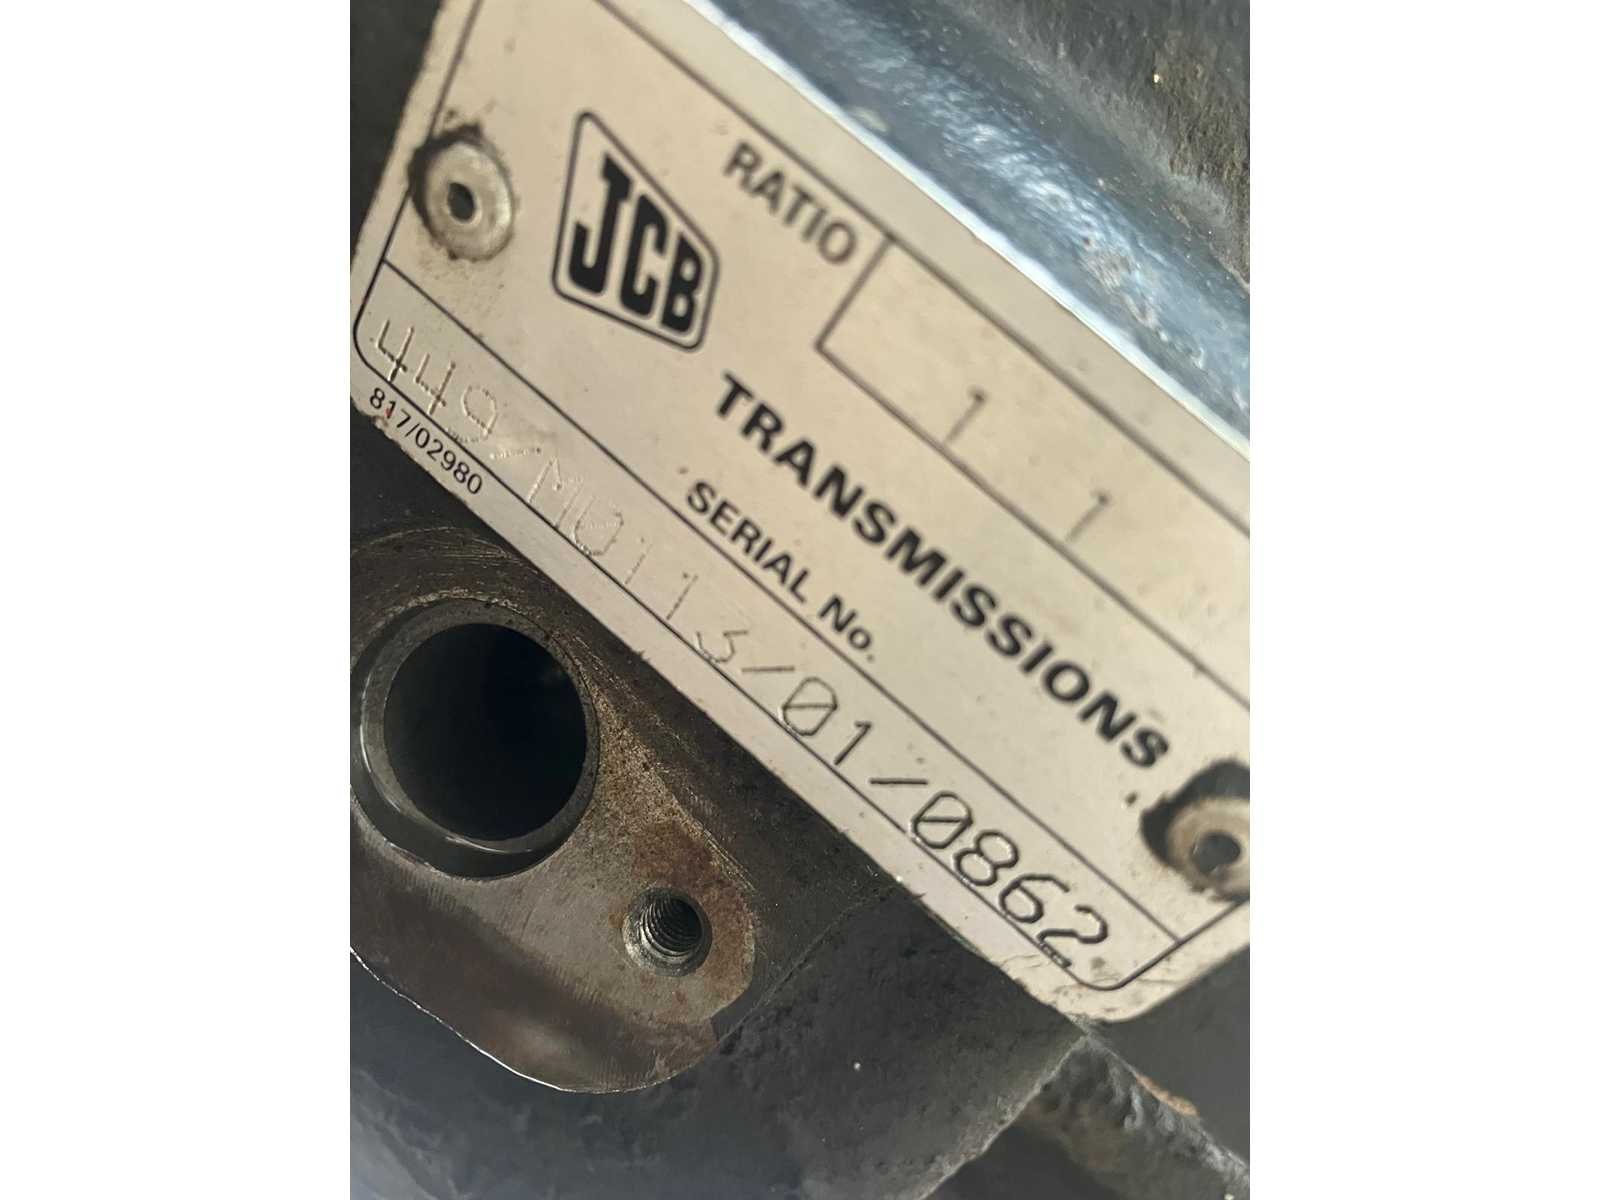 RATIO
1 1
JCB
TRANSMISSIONS
SERIAL No.
449/M0113/01/0862
817/02980